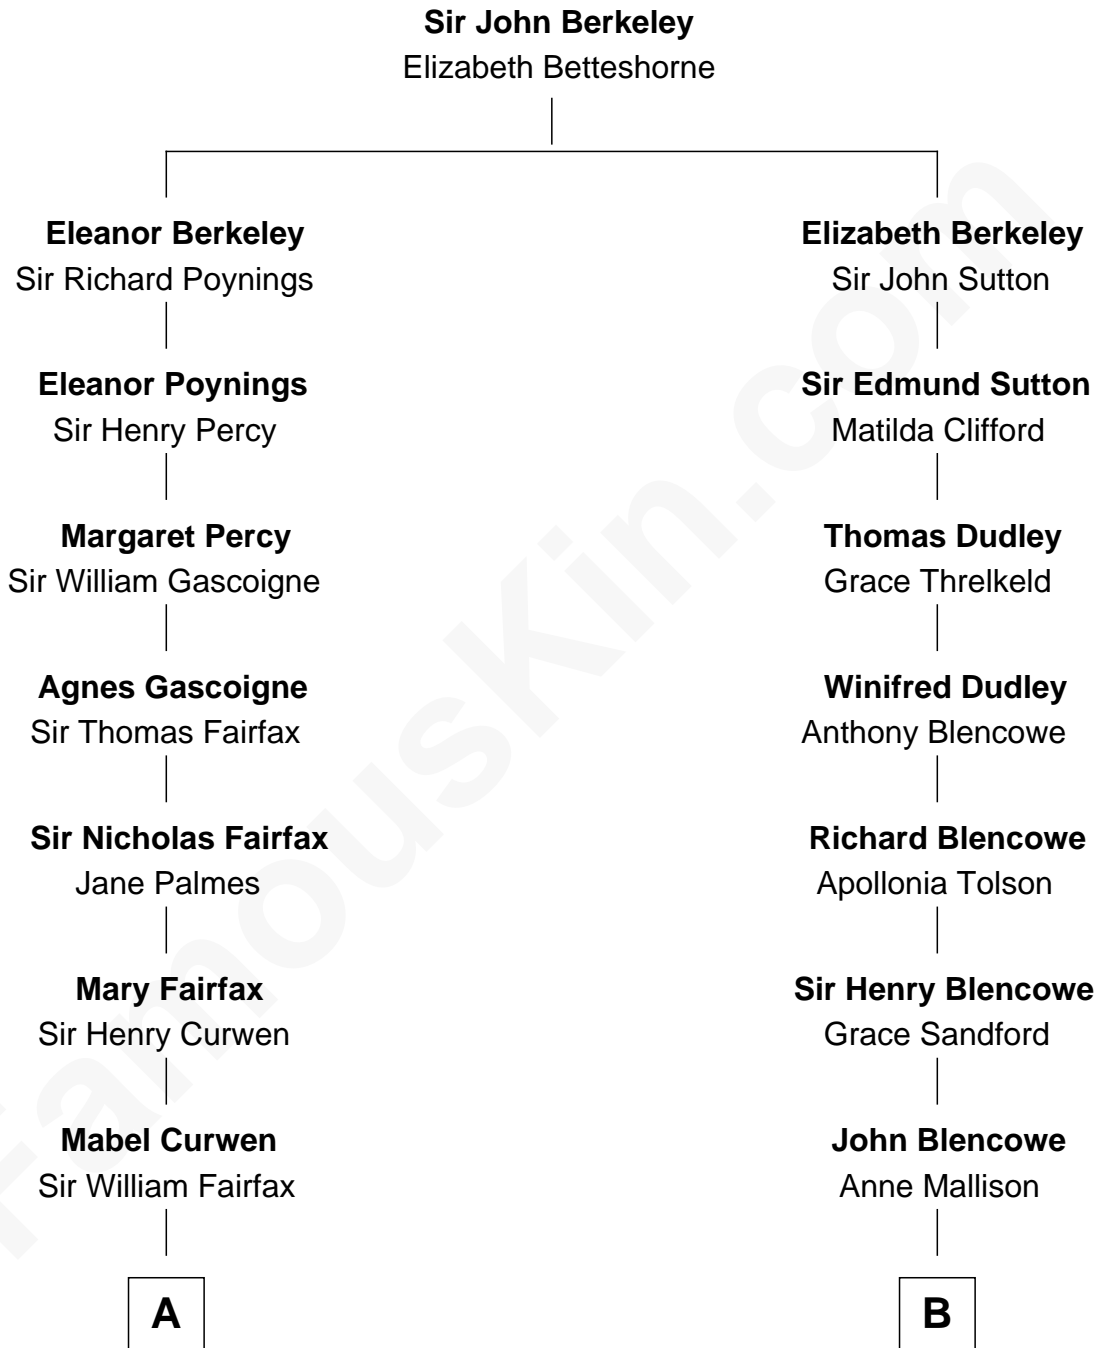 Sir John Berkeley
Elizabeth Betteshorne
Eleanor Berkeley
Sir Richard Poynings
Eleanor Poynings
Sir Henry Percy
Margaret Percy
Sir William Gascoigne
Agnes Gascoigne
Sir Thomas Fairfax
Sir Nicholas Fairfax
Jane Palmes
Mary Fairfax
Sir Henry Curwen
Mabel Curwen
Sir William Fairfax
A
Elizabeth Berkeley
Sir John Sutton
Sir Edmund Sutton
Matilda Clifford
Thomas Dudley
Grace Threlkeld
Winifred Dudley
Anthony Blencowe
Richard Blencowe
Apollonia Tolson
Sir Henry Blencowe
Grace Sandford
John Blencowe
Anne Mallison
B
FamousKin.com